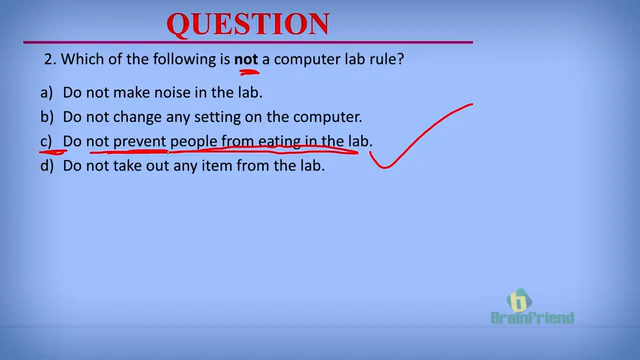 QUESTION
2. Which of the following is not a computer lab rule?
a) Do not make noise in the lab.
b) Do not change any setting on the computer.
c) Do not prevent people from eating in the lab.
d) Do not take out any item from the lab.
b
BrainFriend